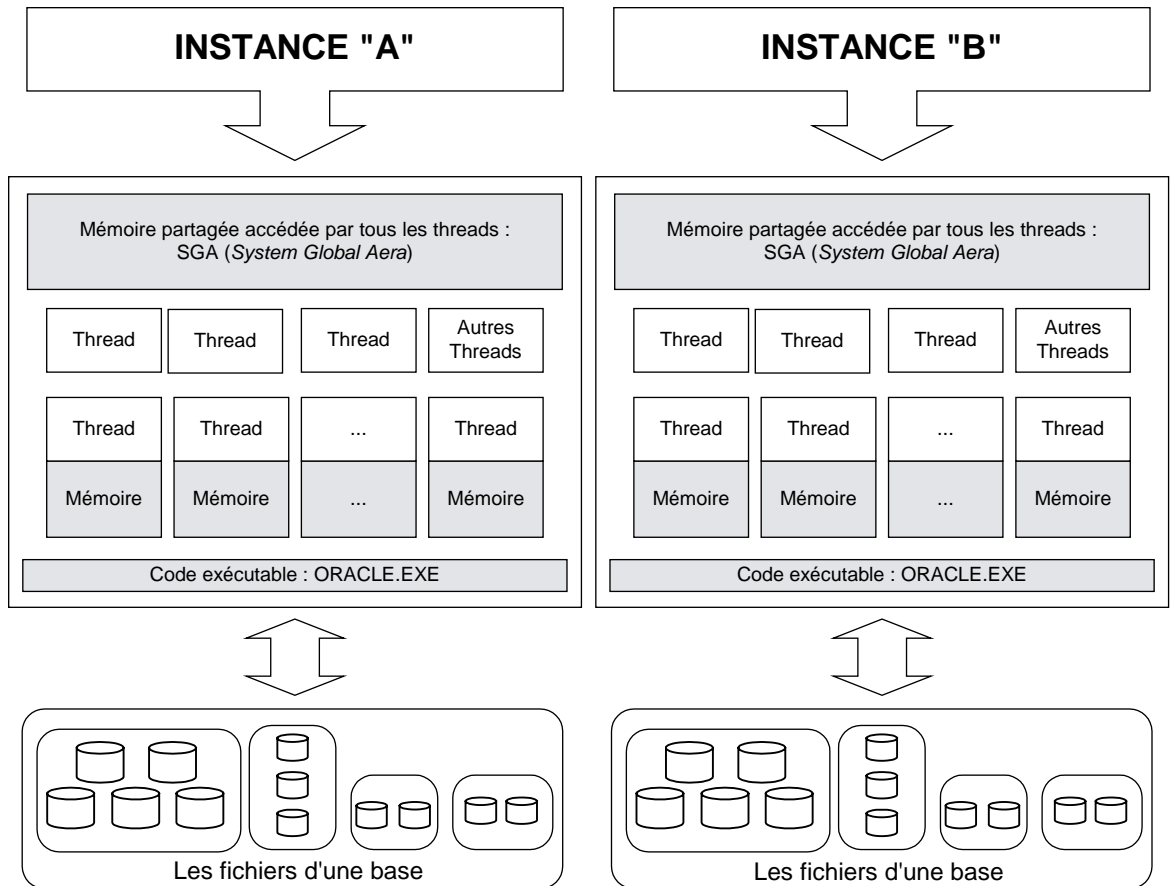 INSTANCE "A"
INSTANCE "B"
Mémoire partagée accédée par tous les threads :
SGA (System Global Aera)
Mémoire partagée accédée par tous les threads :
SGA (System Global Aera)
Thread
Thread
Thread
Autres
Threads
Thread
Thread
Thread
Autres
Threads
Thread
Thread
...
Thread
Thread
Thread
...
Thread
Mémoire
Mémoire
...
Mémoire
Mémoire
Mémoire
...
Mémoire
Code exécutable : ORACLE.EXE
Code exécutable : ORACLE.EXE
Les fichiers d'une base
Les fichiers d'une base